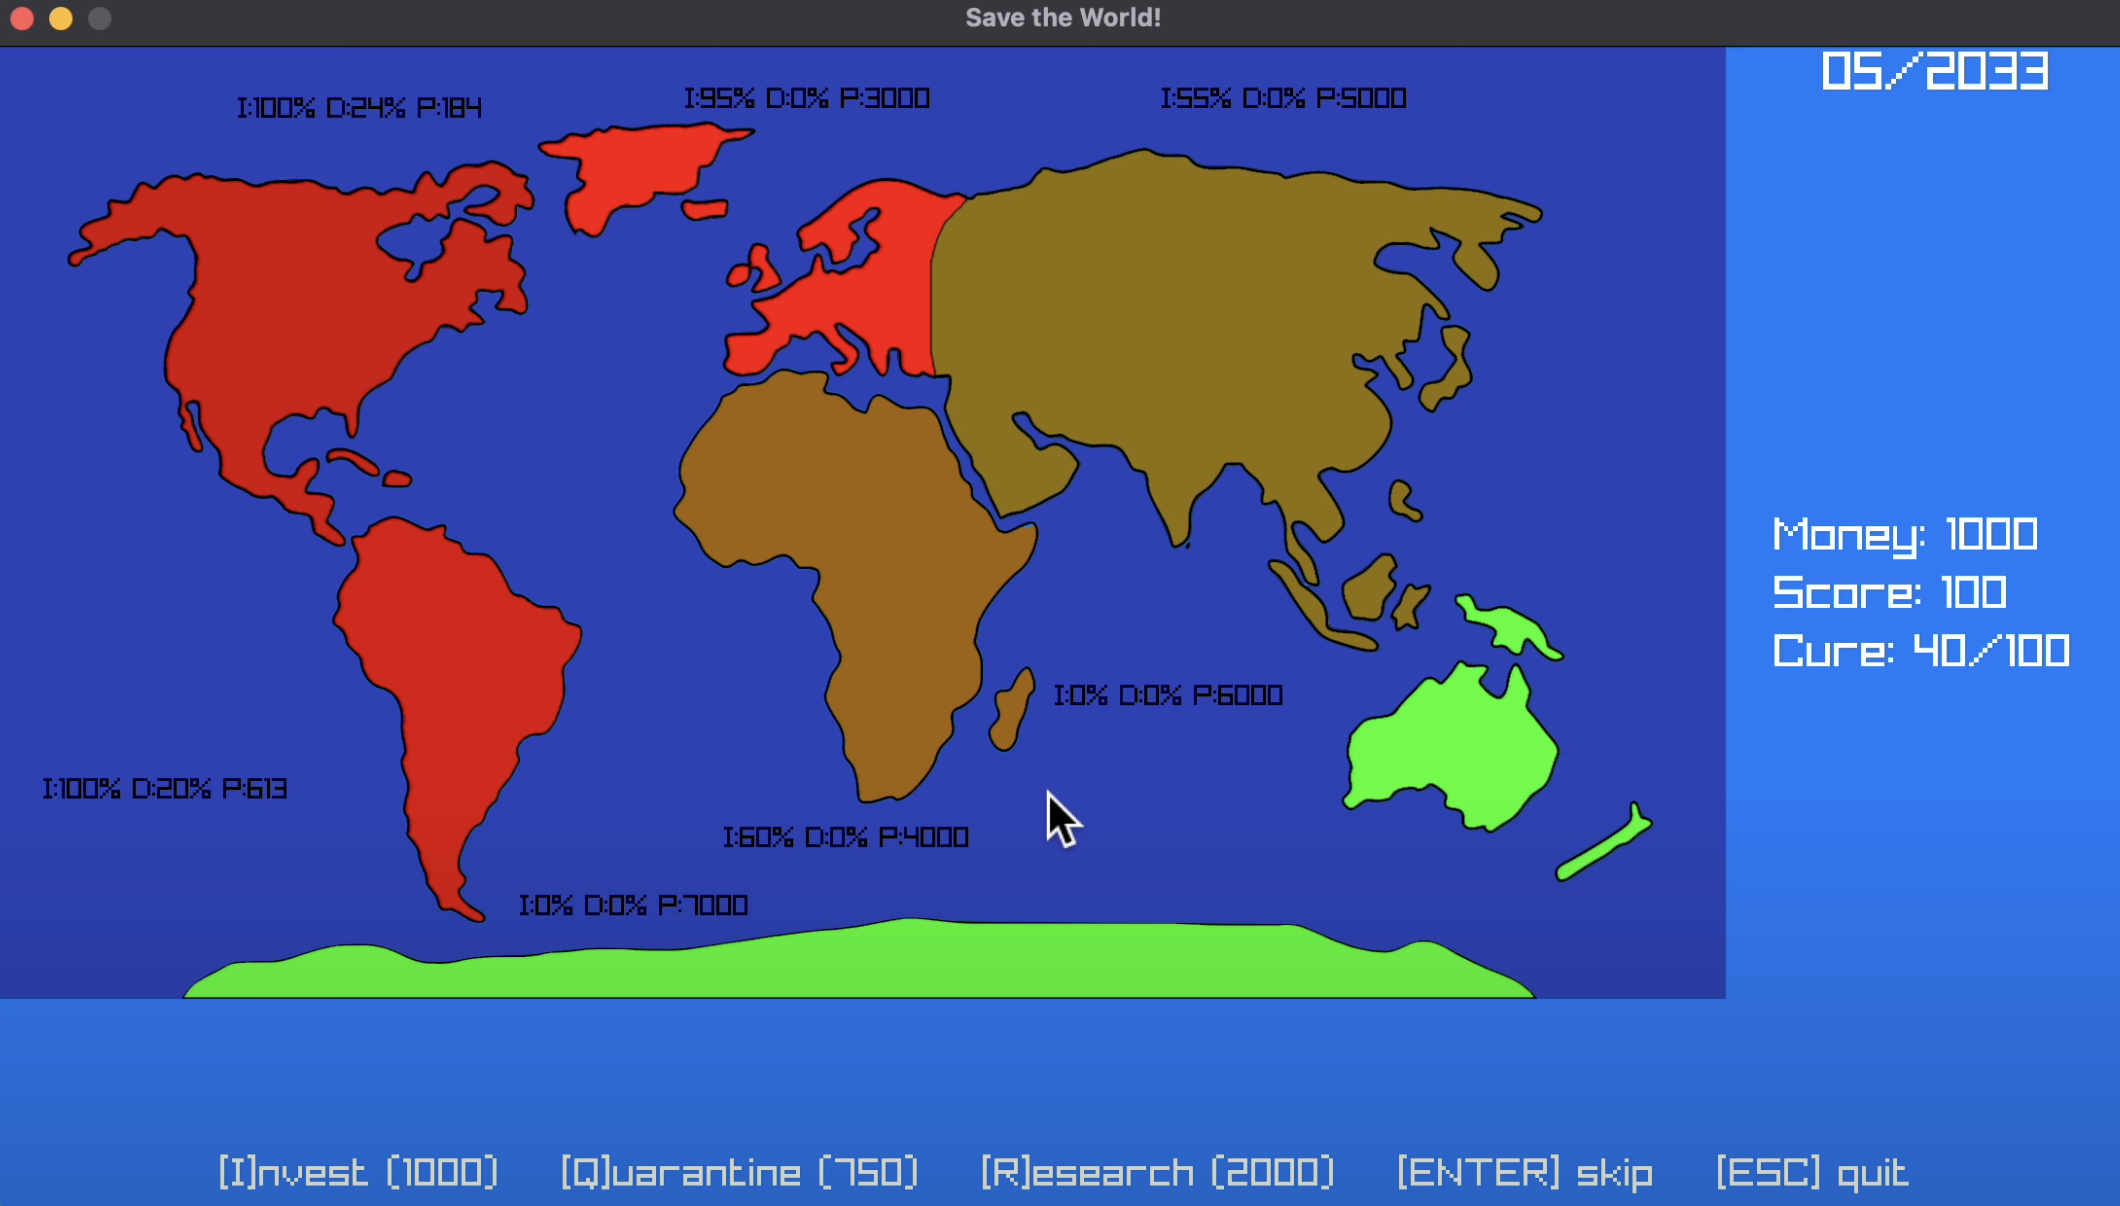 Save the World!
05./2033
I:100% D:24% P:184
I:95% D:0% P:3000
I:55% D:0% P:5000
Money: 1000
Score: 100
Cure: 40/100
I:0% D:0% P:6000
I:100% D:20% P:613
I:60% D:0% P:4000
I:0% D:0% P:7000
[I]nvest (1000) [Q]uarantine (750) [R]esearch (2000) [ENTER] skip [ESC] quit